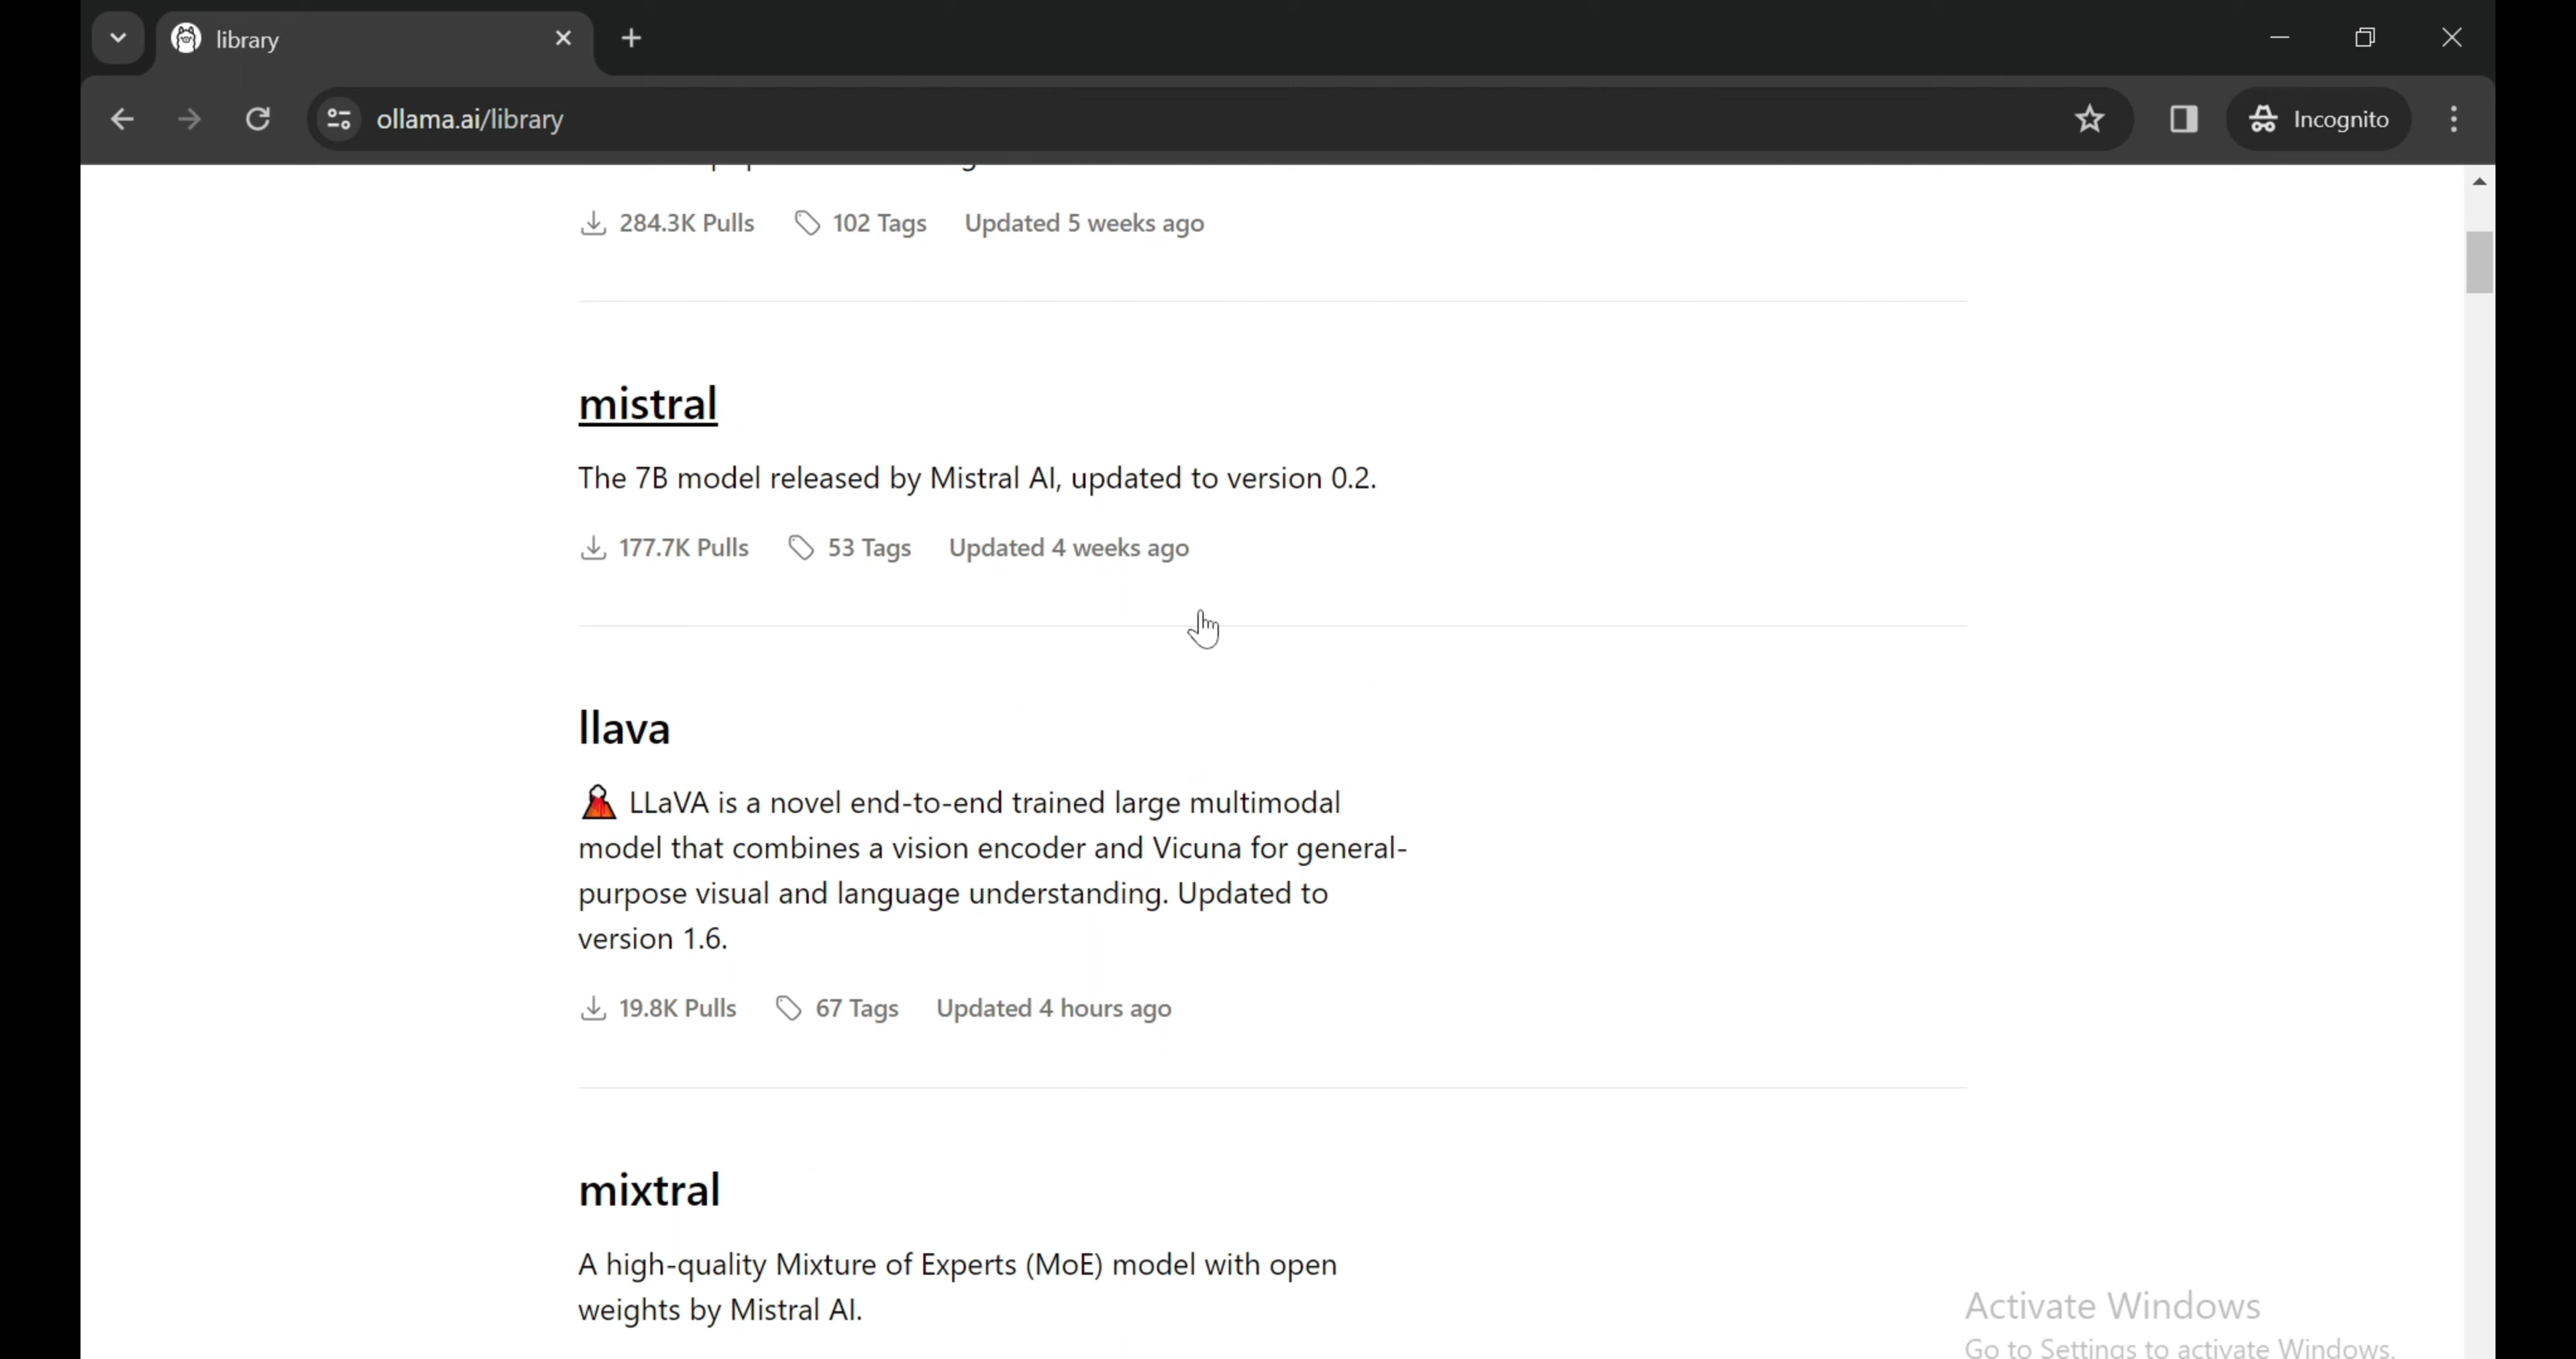 library
ollama.ai/library
Incognito
284.3K Pulls 102 Tags Updated 5 weeks ago
mistral
The 7B model released by Mistral AI, updated to version 0.2.
177.7K Pulls 53 Tags Updated 4 weeks ago
llava
🌋 LLaVA is a novel end-to-end trained large multimodal
model that combines a vision encoder and Vicuna for general-
purpose visual and language understanding. Updated to
version 1.6.
19.8K Pulls 67 Tags Updated 4 hours ago
mixtral
A high-quality Mixture of Experts (MoE) model with open
weights by Mistral AI.
Activate Windows
Go to Settings to activate Windows.